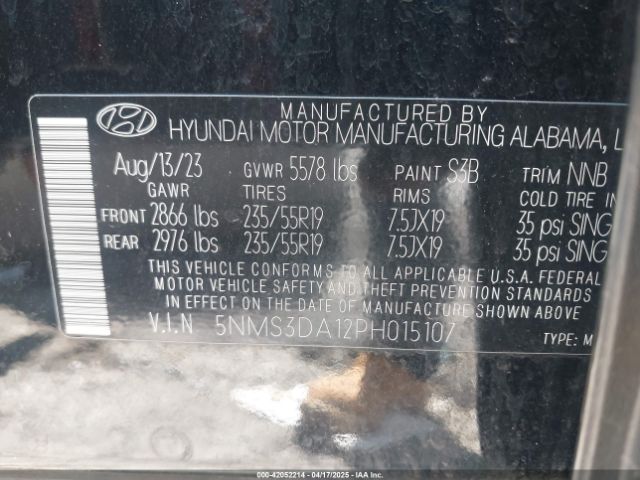 MANUFACTURED BY
HYUNDAI MOTOR MANUFACTURING ALABAMA, L
Aug/13/23 GVWR 5578 lbs PAINT S3B TRIM NNB
GAWR TIRES RIMS COLD TIRE IN
FRONT 2866 lbs 235/55R19 7.5JX19 35 psi SING
REAR 2976 lbs 235/55R19 7.5JX19 35 psi SING
THIS VEHICLE CONFORMS TO ALL APPLICABLE U.S.A. FEDERAL
MOTOR VEHICLE SAFETY AND THEFT PREVENTION STANDARDS
IN EFFECT ON THE DATE OF MANUFACTURE SHOWN ABOVE.
V.I.N 5NMS3DA12PH015107
TYPE: M
000-42052214 - 04/17/2025 - IAA Inc.